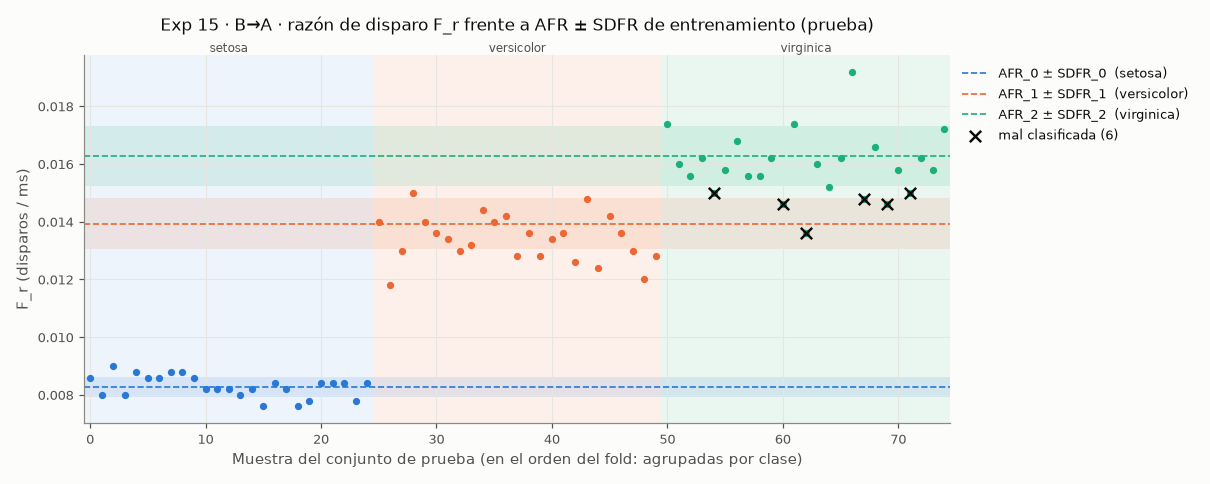 Exp 15 · B→A · razón de disparo F_r frente a AFR ± SDFR de entrenamiento (prueba)
setosa
versicolor
virginica
AFR_0 ± SDFR_0 (setosa)
AFR_1 ± SDFR_1 (versicolor)
AFR_2 ± SDFR_2 (virginica)
mal clasificada (6)
F_r (disparos / ms)
0.018
0.016
0.014
0.012
0.010
0.008
0
10
20
30
40
50
60
70
Muestra del conjunto de prueba (en el orden del fold: agrupadas por clase)